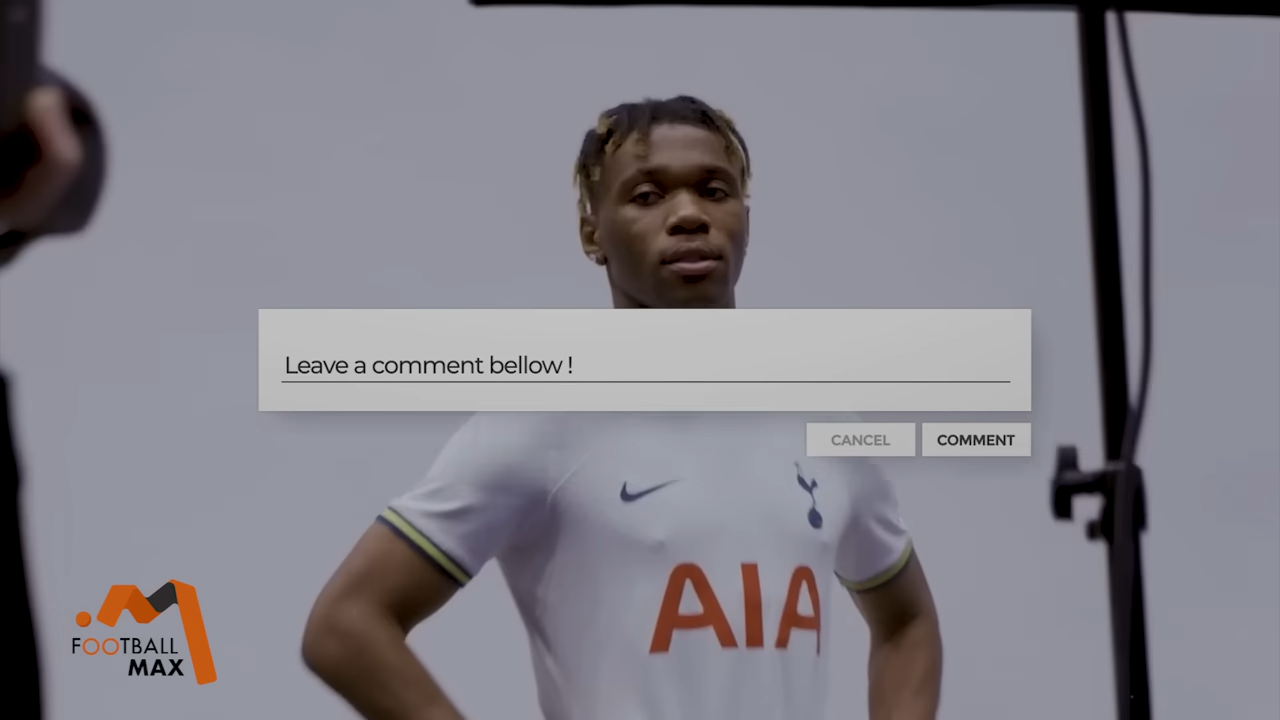 Leave a comment bellow !
CANCEL
COMMENT
AIA
FOOTBALL
MAX